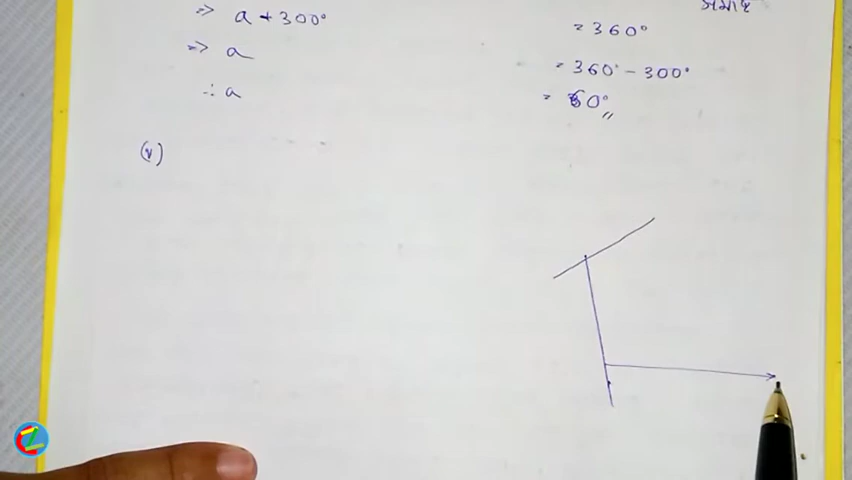 ⇒ a + 300°
= 360°
⇒ a
= 360° - 300°
∴ a
= 60° ,,
(v)